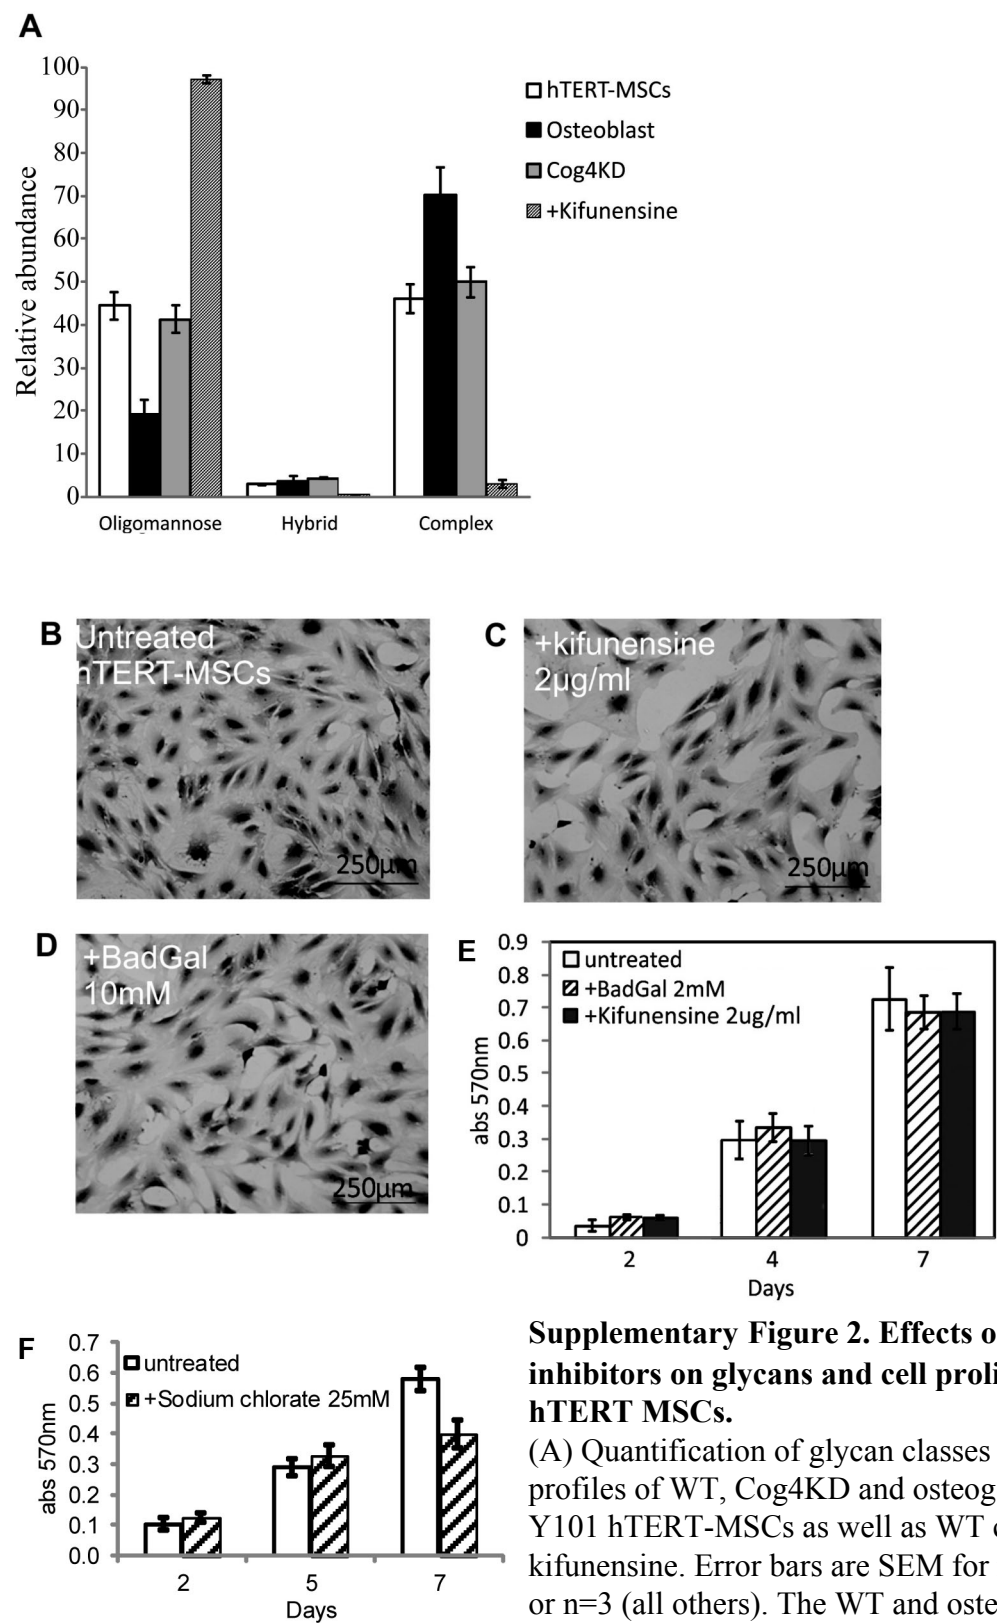 A
100
90
80
70
60
50
40
30
20
10
0
Relative abundance
hTERT-MSCs
Osteoblast
Cog4KD
+Kifunensine
Oligomannose Hybrid Complex
B
Untreated
hTERT-MSCs
250μm
C
+kifunensine
2μg/ml
250μm
D
+BadGal
10mM
250μm
E
0.9
0.8
0.7
0.6
0.5
0.4
0.3
0.2
0.1
0
abs 570nm
untreated
+BadGal 2mM
+Kifunensine 2ug/ml
2 4 7
Days
F
0.7
0.6
0.5
0.4
0.3
0.2
0.1
0.0
abs 570nm
untreated
+Sodium chlorate 25mM
2 5 7
Days
Supplementary Figure 2. Effects o
inhibitors on glycans and cell proli
hTERT MSCs.
(A) Quantification of glycan classes
profiles of WT, Cog4KD and osteog
Y101 hTERT-MSCs as well as WT
kifunensine. Error bars are SEM for
or n=3 (all others). The WT and oste